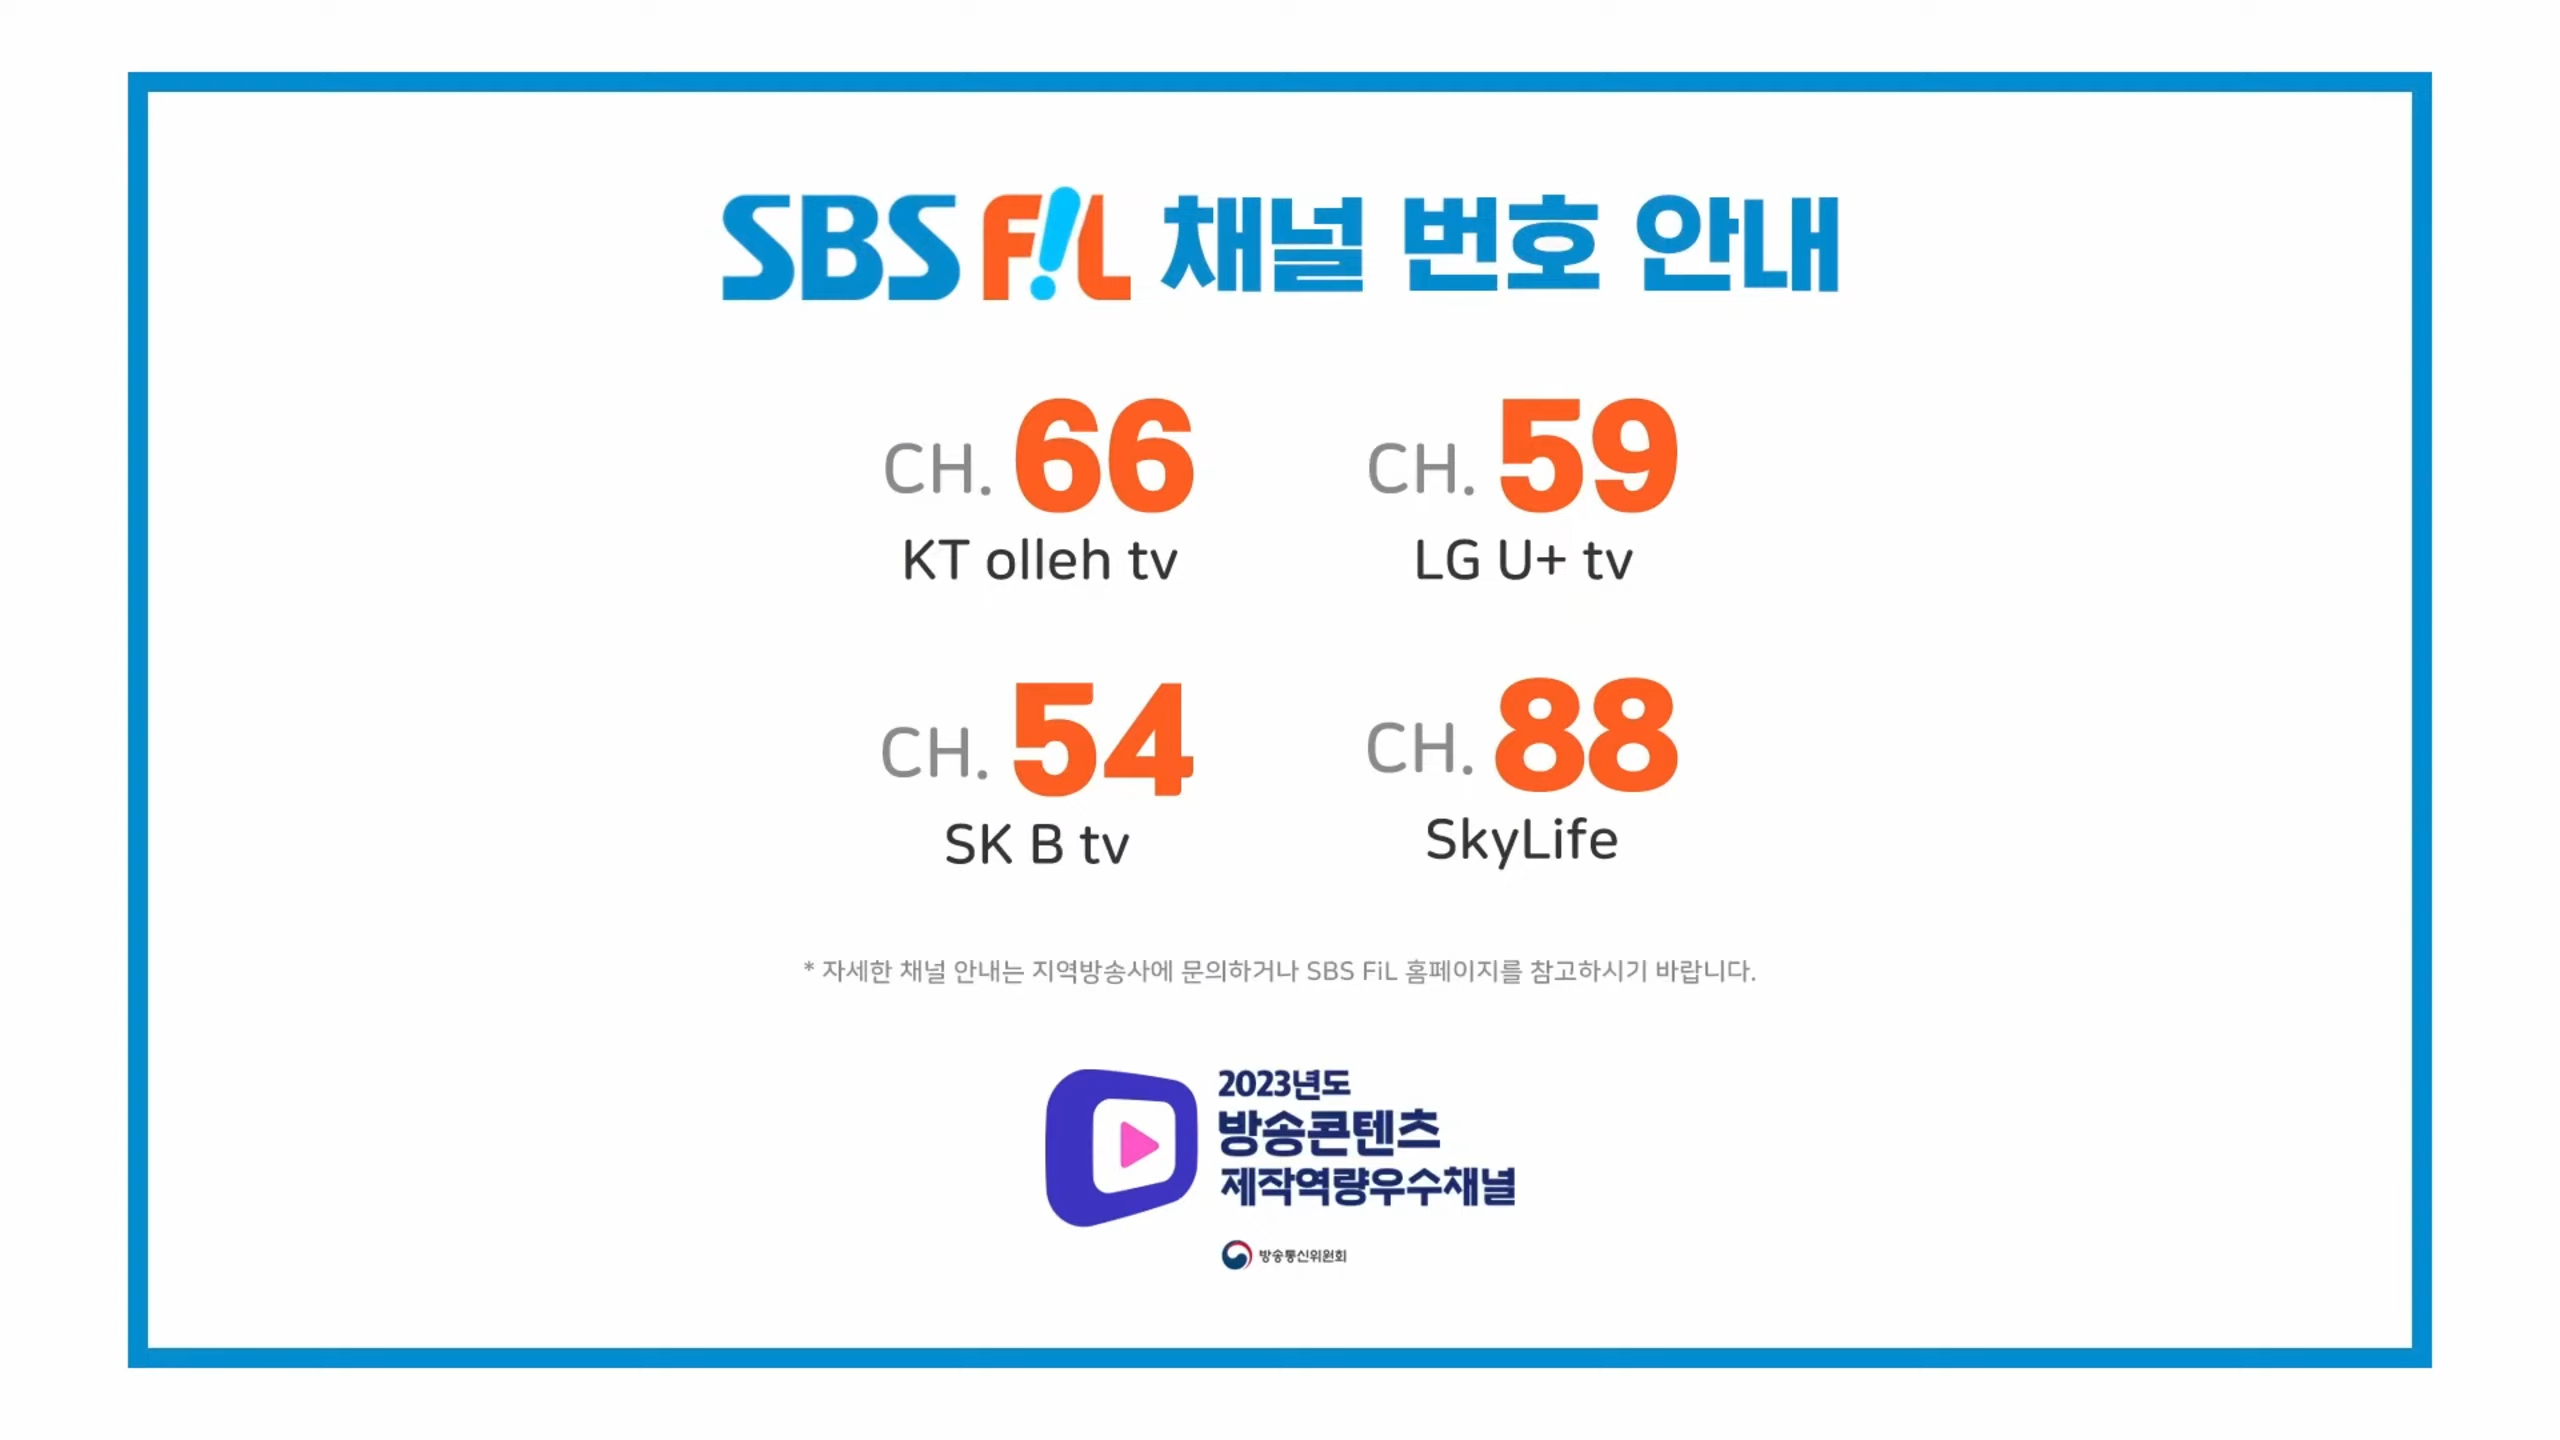 SBS F!L 채널 번호 안내
CH. 66
KT olleh tv
CH. 59
LG U+ tv
CH. 54
SK B tv
CH. 88
SkyLife
* 자세한 채널 안내는 지역방송사에 문의하거나 SBS FiL 홈페이지를 참고하시기 바랍니다.
2023년도
방송콘텐츠
제작역량우수채널
방송통신위원회